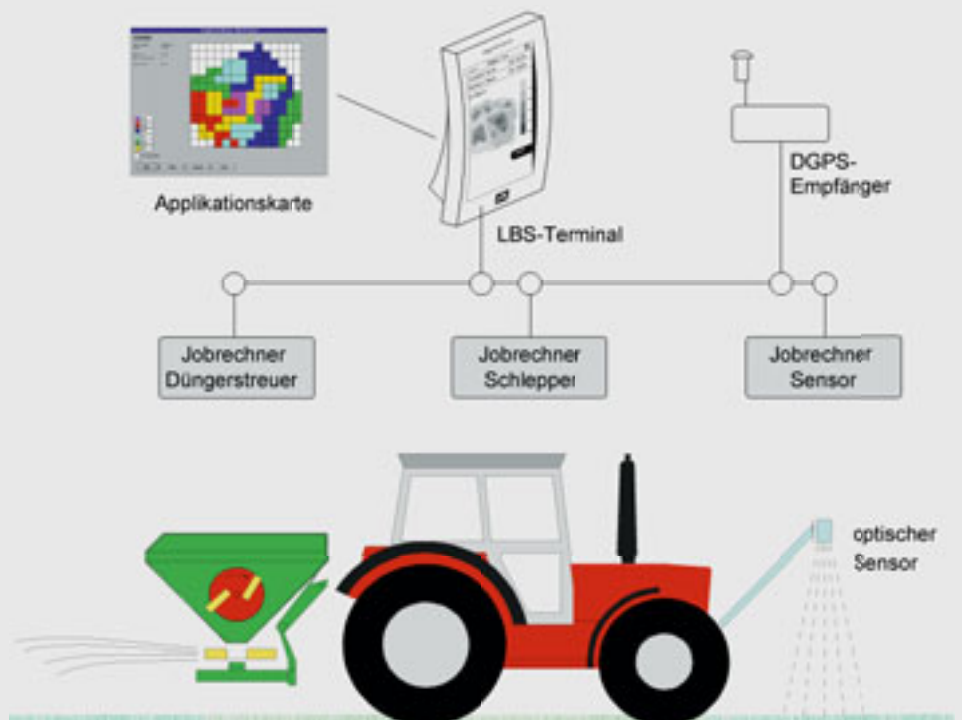 Applikationskarte
LBS-Terminal
DGPS-
Empfänger
Jobrechner
Düngerstreuer
Jobrechner
Schlepper
Jobrechner
Sensor
optischer
Sensor